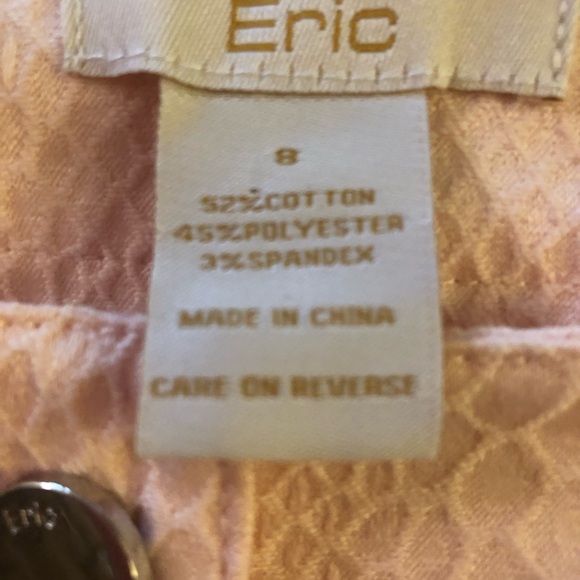 Eric
8
52%COTTON
45%POLYESTER
3%SPANDEX
MADE IN CHINA
CARE ON REVERSE
Eric